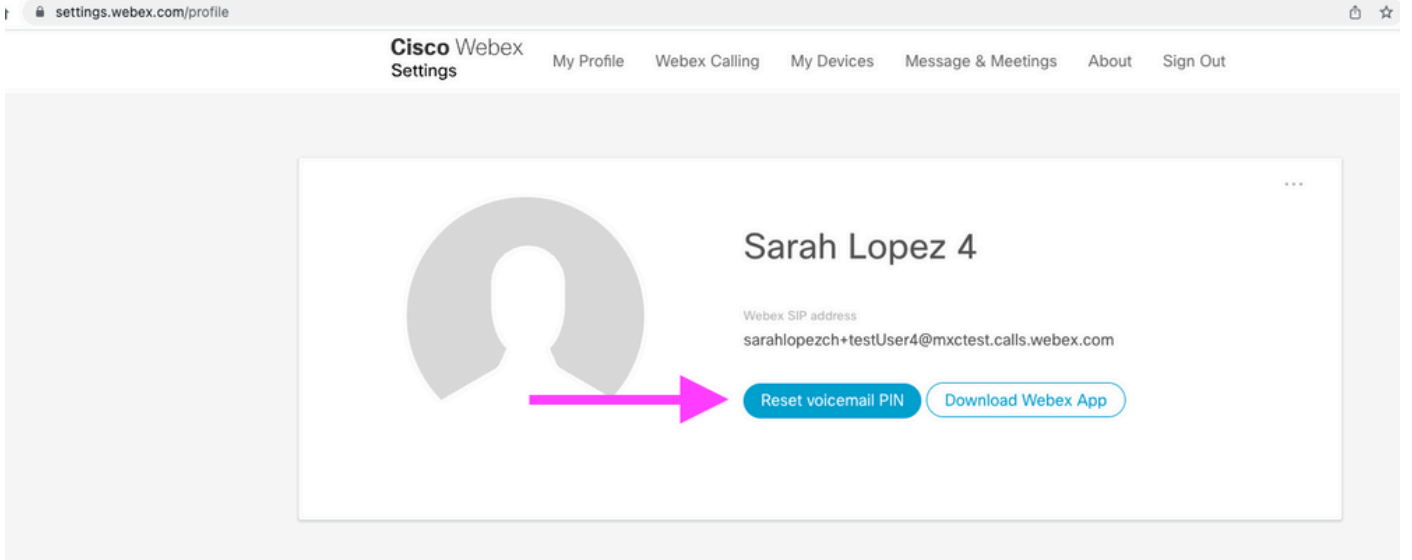 settings.webex.com/profile
Cisco Webex
Settings
My Profile Webex Calling My Devices Message & Meetings About Sign Out
...
Sarah Lopez 4
Webex SIP address
sarahlopezch+testUser4@mxctest.calls.webex.com
Reset voicemail PIN Download Webex App